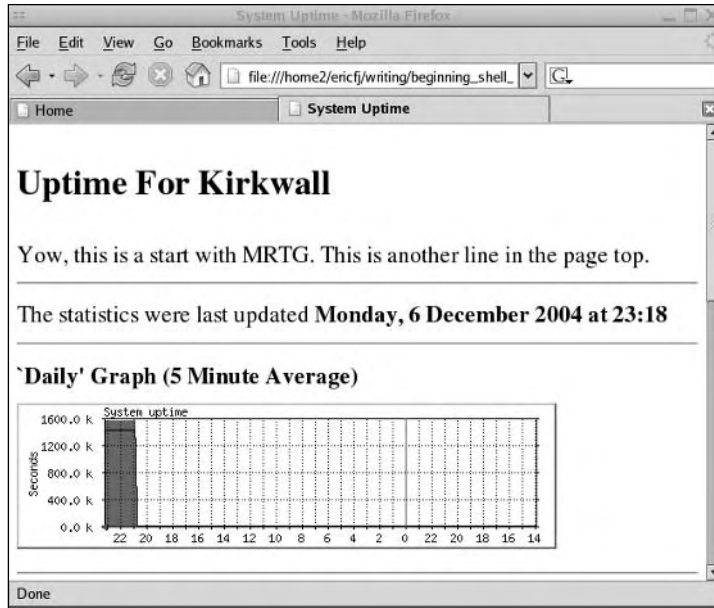 System Uptime - Mozilla Firefox
File Edit View Go Bookmarks Tools Help
file:///home2/ericfj/writing/beginning_shell_ G
Home System Uptime
Uptime For Kirkwall
Yow, this is a start with MRTG. This is another line in the page top.
The statistics were last updated Monday, 6 December 2004 at 23:18
`Daily' Graph (5 Minute Average)
System uptime
Seconds
1600.0 k
1200.0 k
800.0 k
400.0 k
0.0 k
22 20 18 16 14 12 10 8 6 4 2 0 22 20 18 16 14
Done